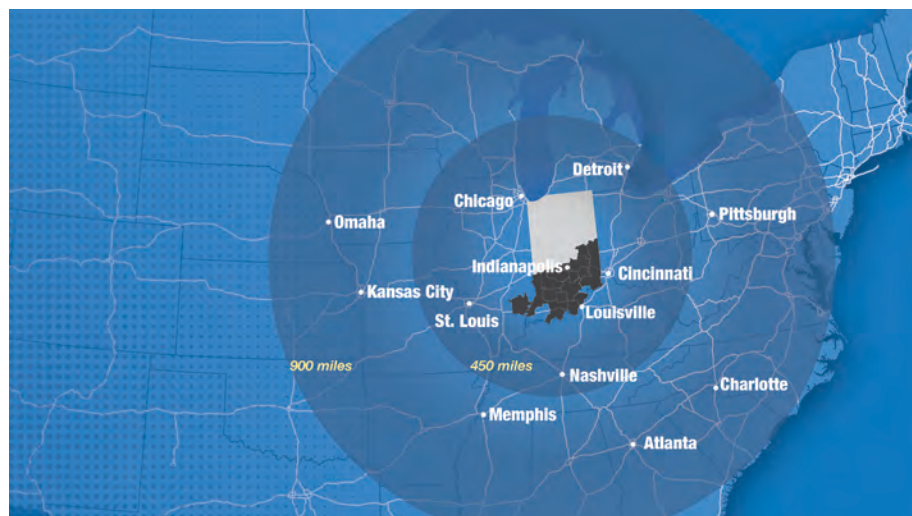 Detroit
Chicago
Pittsburgh
Omaha
Indianapolis
Cincinnati
Kansas City
St. Louis
Louisville
900 miles
450 miles
Nashville
Charlotte
Memphis
Atlanta